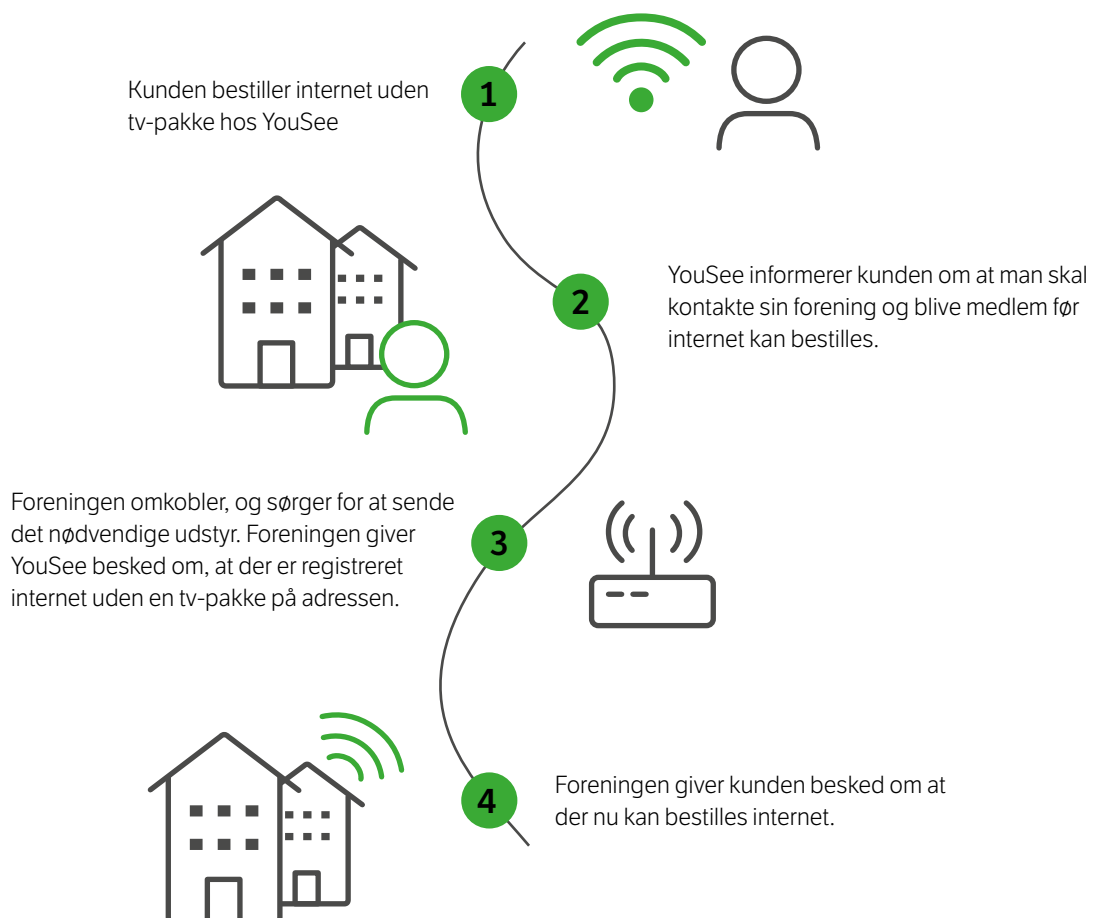 1
Kunden bestiller internet uden
tv-pakke hos YouSee
2
YouSee informerer kunden om at man skal
kontakte sin forening og blive medlem før
internet kan bestilles.
3
Foreningen omkobler, og sørger for at sende
det nødvendige udstyr. Foreningen giver
YouSee besked om, at der er registreret
internet uden en tv-pakke på adressen.
4
Foreningen giver kunden besked om at
der nu kan bestilles internet.